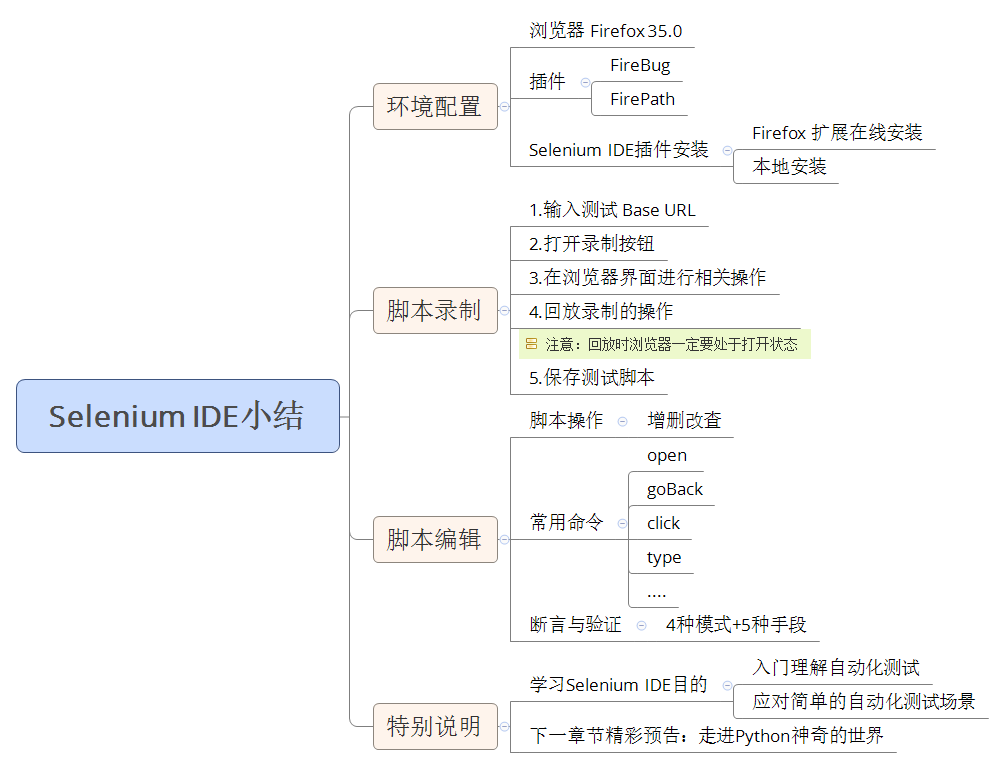 Selenium IDE小结
环境配置
浏览器 Firefox35.0
插件
FireBug
FirePath
Selenium IDE插件安装
Firefox 扩展在线安装
本地安装
脚本录制
1.输入测试 Base URL
2.打开录制按钮
3.在浏览器界面进行相关操作
4.回放录制的操作
注意：回放时浏览器一定要处于打开状态
5.保存测试脚本
脚本编辑
脚本操作
增删改查
常用命令
open
goBack
click
type
....
断言与验证
4种模式+5种手段
特别说明
学习Selenium IDE目的
入门理解自动化测试
应对简单的自动化测试场景
下一章节精彩预告：走进Python神奇的世界